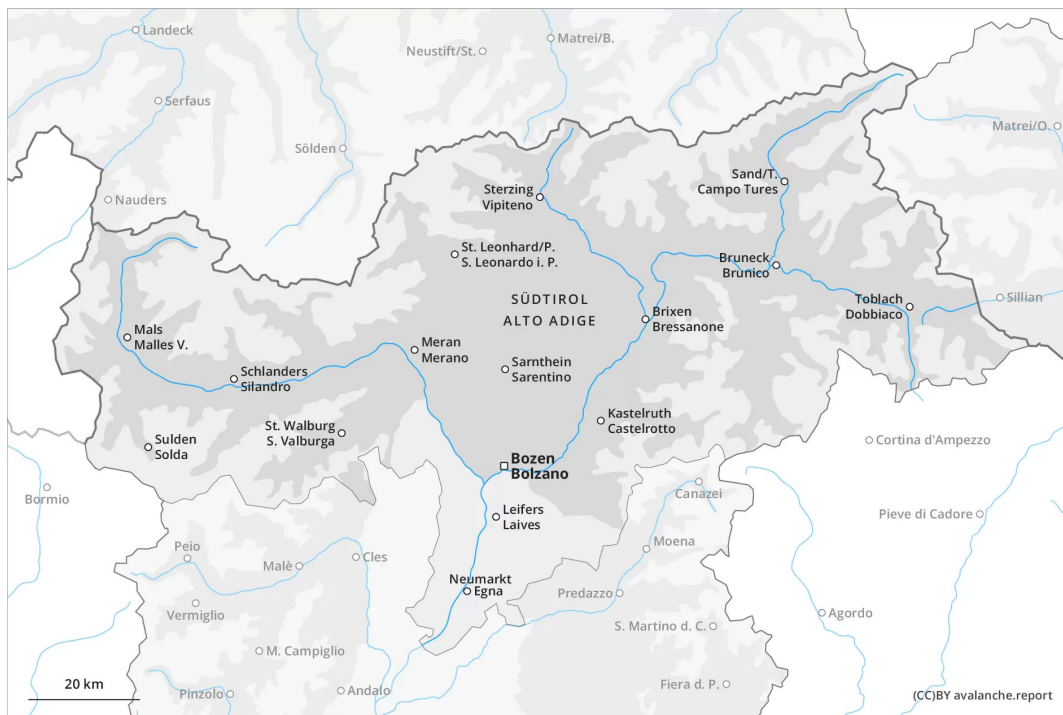 Landeck
Matrei/B.
Neustift/St.
Serfaus
Matrei/O.
Sölden
Sand/T.
Campo Tures
Sterzing
Vipiteno
Nauders
St. Leonhard/P.
S. Leonardo i. P.
Bruneck
Brunico
SÜDTIROL
ALTO ADIGE
Toblach
Dobbiaco
Sillian
Brixen
Bressanone
Mals
Malles V.
Meran
Merano
Sarnthein
Sarentino
Schlanders
Silandro
Kastelruth
Castelrotto
St. Walburg
S. Valburga
Sulden
Solda
Cortina d'Ampezzo
Bozen
Bolzano
Bormio
Canazei
Leifers
Laives
Pieve di Cadore
Moena
Peio
Cles
Malè
Neumarkt
Egna
Predazzo
Vermiglio
Agordo
S. Martino d. C.
M. Campiglio
20 km
Pinzolo
Andalo
Fiera d. P.
(CC)BY avalanche.report